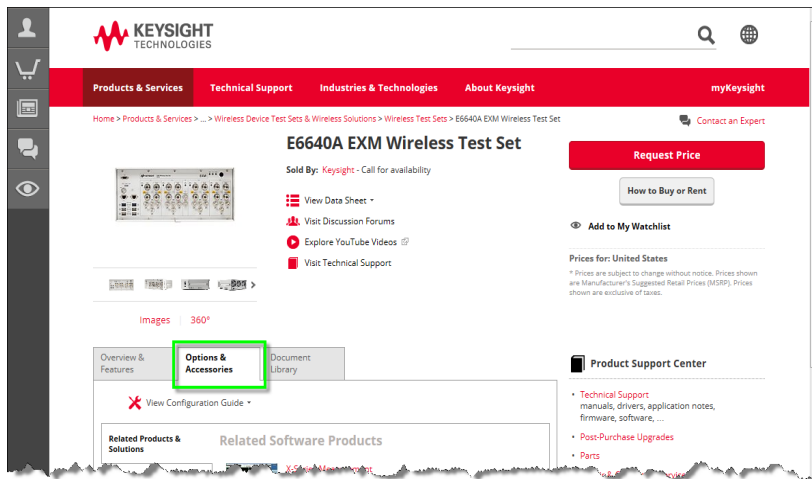 KEYSIGHT
TECHNOLOGIES
Products & Services
Technical Support
Industries & Technologies
About Keysight
myKeysight
Home > Products & Services > ... > Wireless Device Test Sets & Wireless Solutions > Wireless Test Sets > E6640A EXM Wireless Test Set
Contact an Expert
E6640A EXM Wireless Test Set
Sold By: Keysight - Call for availability
View Data Sheet
Visit Discussion Forums
Explore YouTube Videos
Visit Technical Support
Images
360°
Request Price
How to Buy or Rent
Add to My Watchlist
Prices for: United States
* Prices are subject to change without notice. Prices shown
are Manufacturer's Suggested Retail Prices (MSRP). Prices
shown are exclusive of taxes.
Overview &
Features
Options &
Accessories
Document
Library
View Configuration Guide
Related Products &
Solutions
Related Software Products
Product Support Center
Technical Support
manuals, drivers, application notes,
firmware, software, ...
Post-Purchase Upgrades
Parts